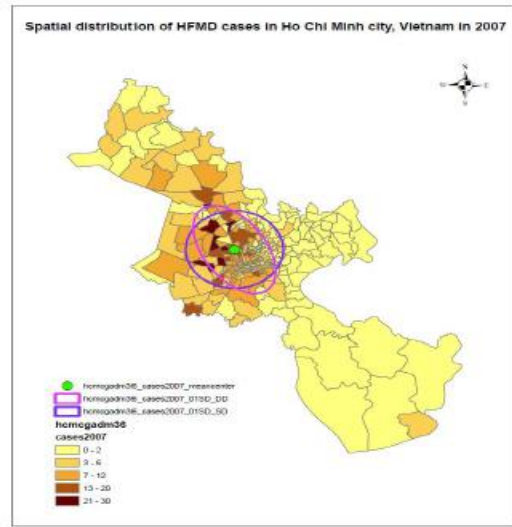 Spatial distribution of HFMD cases in Ho Chi Minh city, Vietnam in 2007
N
W E
S
hcmcgadm36_cases2007_meancenter
hcmcgadm36_cases2007_01SD_DD
hcmcgadm36_cases2007_01SD_SD
hcmcgadm36
cases2007
0 - 2
3 - 6
7 - 12
13 - 20
21 - 30